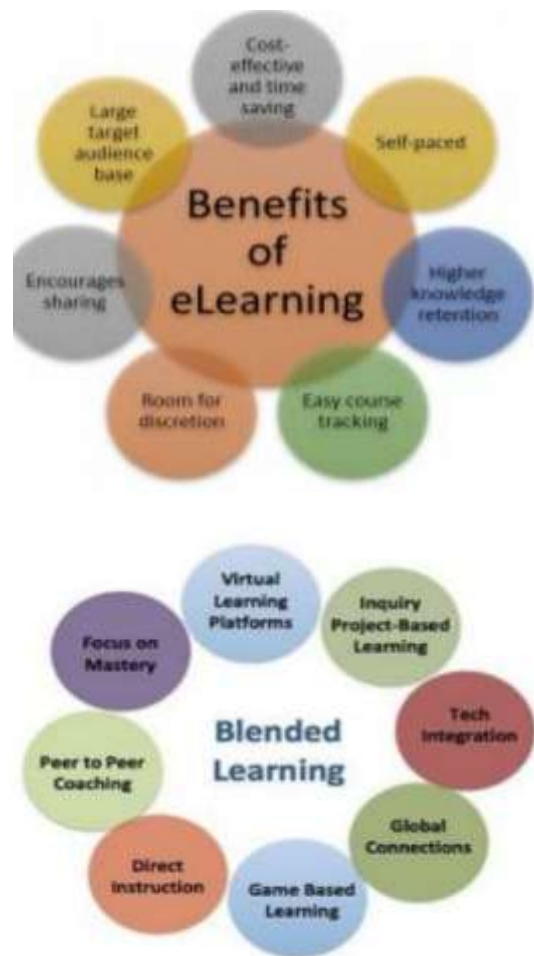 Cost-
effective
and time
saving
Large
target
audience
base
Self-paced
Benefits
of
eLearning
Encourages
sharing
Higher
knowledge
retention
Room for
discretion
Easy course
tracking
Virtual
Learning
Platforms
Inquiry
Project-Based
Learning
Focus on
Mastery
Tech
Integration
Blended
Learning
Peer to Peer
Coaching
Global
Connections
Direct
Instruction
Game Based
Learning